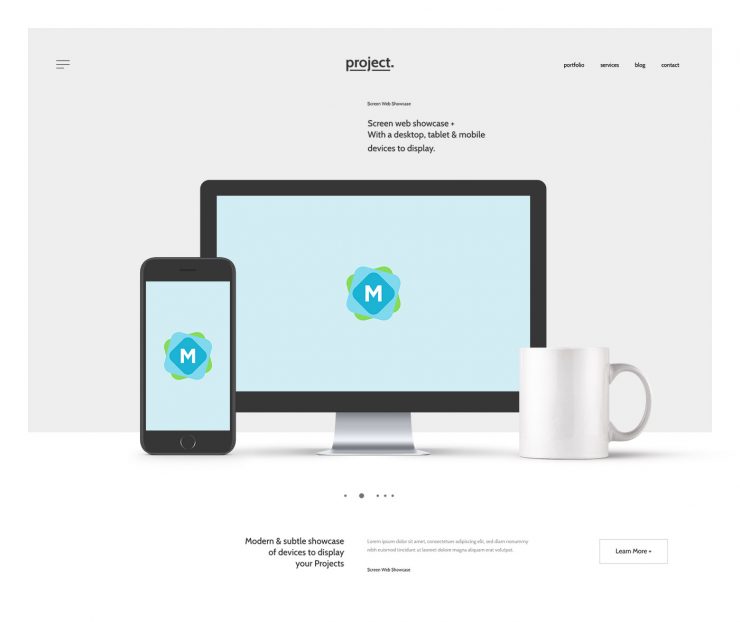 project.
portfolio services blog contact
Screen Web Showcase
Screen web showcase +
With a desktop, tablet & mobile
devices to display.
M
M
Modern & subtle showcase
of devices to display
your Projects
Lorem ipsum dolor sit amet, consectetues adipiscing elit, sed diam nonummy
nibh euismod tincidunt ut laoreet dolore magna aliquam erat volutpat.
Screen Web Showcase
Learn More +